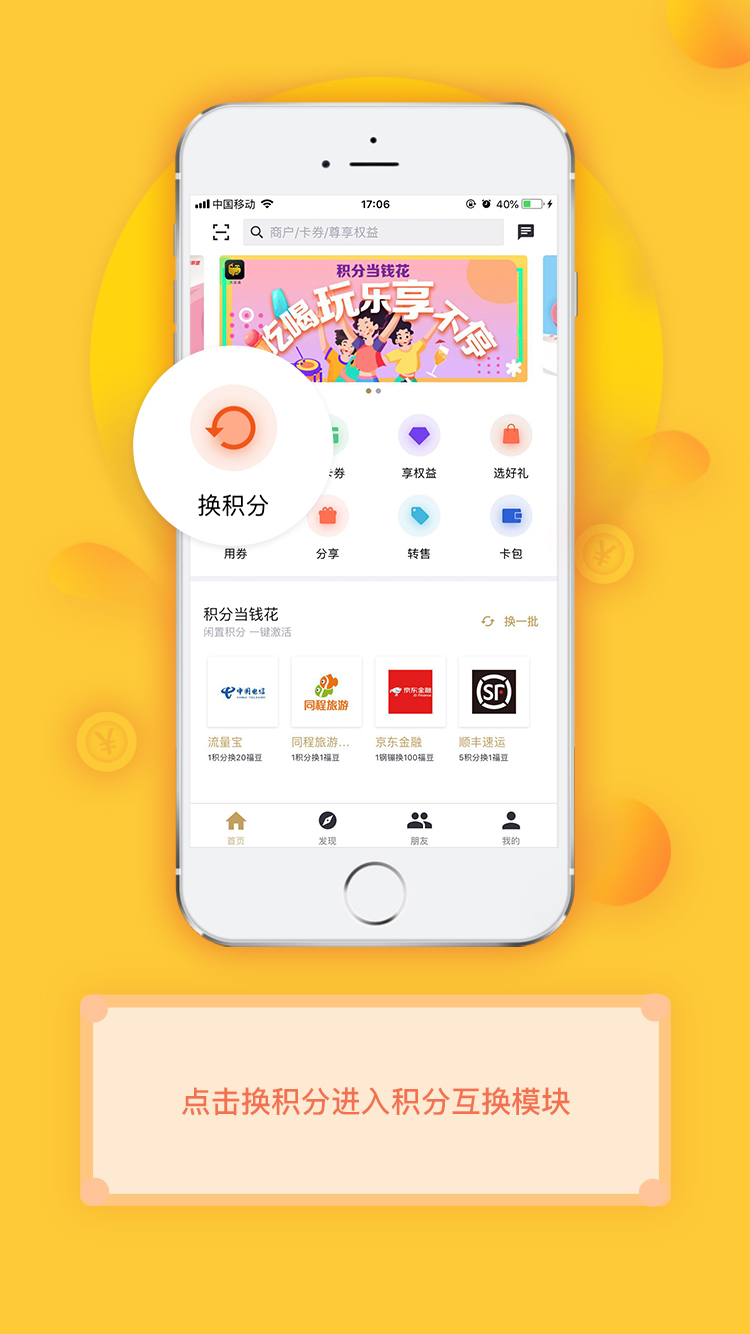 中国移动
17:06
40%
商户/卡券/尊享权益
积分当钱花
吃喝玩乐享不停
换积分
卡券
享权益
选好礼
用券
分享
转售
卡包
积分当钱花
换一批
闲置积分 一键激活
中国电信
CHINA TELECOM
同程旅游
京东金融
JD Finance
SF
流量宝
同程旅游...
京东金融
顺丰速运
1积分换20福豆
1积分换1福豆
1钢镚换100福豆
5积分换1福豆
首页
发现
朋友
我的
点击换积分进入积分互换模块